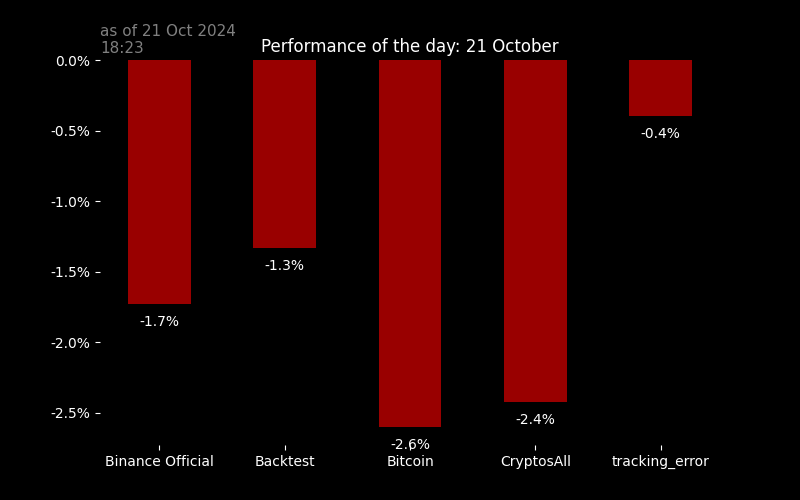 as of 21 Oct 2024
18:23
Performance of the day: 21 October
0.0%
-0.5%
-1.0%
-1.5%
-2.0%
-2.5%
-1.7%
-1.3%
-2.6%
-2.4%
-0.4%
Binance Official
Backtest
Bitcoin
CryptosAll
tracking_error